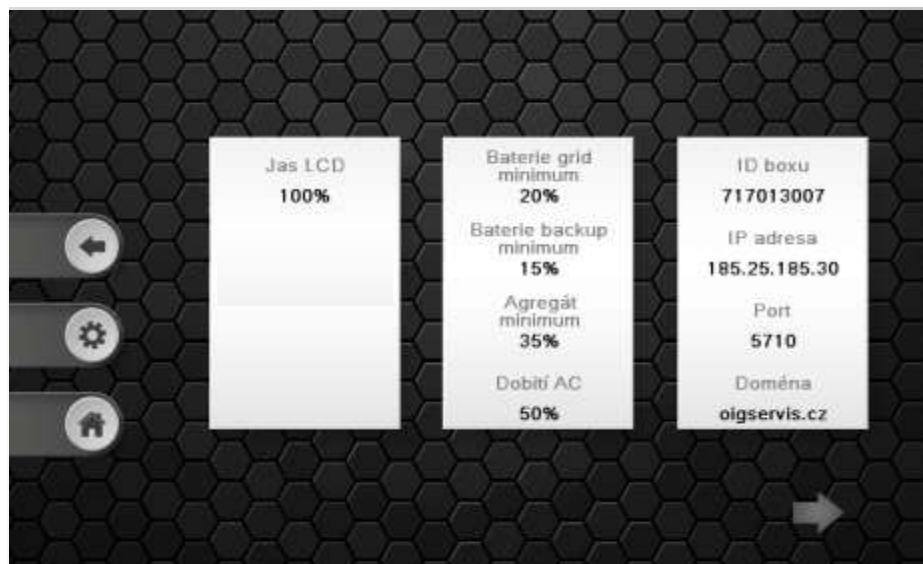 Jas LCD
100%
Baterie grid
minimum
20%
Baterie backup
minimum
15%
Agregát
minimum
35%
Dobití AC
50%
ID boxu
717013007
IP adresa
185.25.185.30
Port
5710
Doména
oigservis.cz